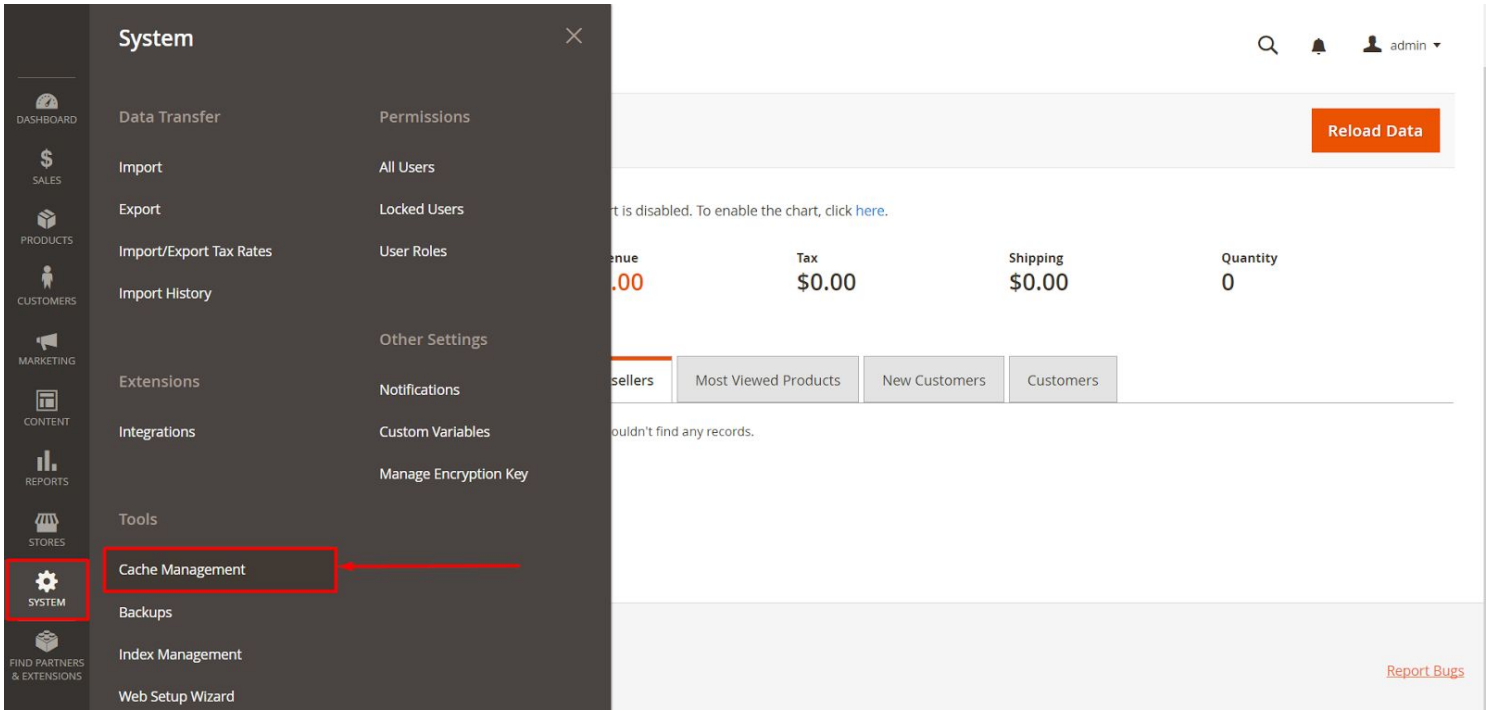 DASHBOARD
SALES
PRODUCTS
CUSTOMERS
MARKETING
CONTENT
REPORTS
STORES
SYSTEM
FIND PARTNERS
& EXTENSIONS
System
Data Transfer
Import
Export
Import/Export Tax Rates
Import History
Extensions
Integrations
Tools
Cache Management
Backups
Index Management
Web Setup Wizard
Permissions
All Users
Locked Users
User Roles
Other Settings
Notifications
Custom Variables
Manage Encryption Key
admin
Reload Data
rt is disabled. To enable the chart, click here.
enue Tax Shipping Quantity
.00 $0.00 $0.00 0
sellers Most Viewed Products New Customers Customers
ouldn't find any records.
Report Bugs